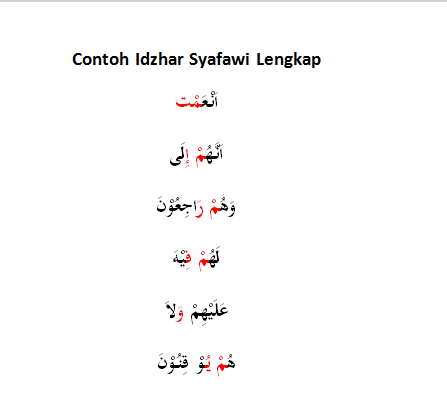 Contoh Idzhar Syafawi Lengkap
اَنْعَمْت
اَنَّهُمْ إِلَى
وَهُمْ رَاجِعُوْنَ
لَهُمْ فِيْهَ
عَلَيْهِمْ وَلاَ
هُمْ يُوْ قِنُوْنَ